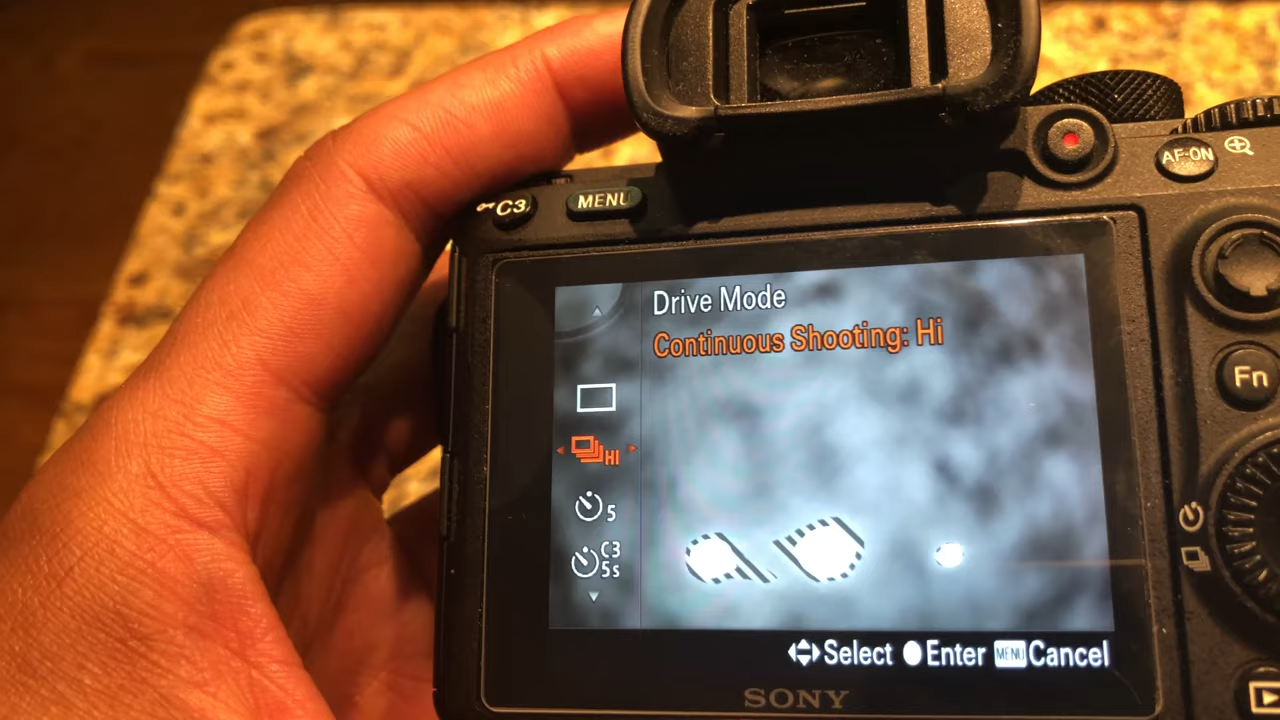 C3
MENU
AF-ON
Drive Mode
Continuous Shooting: Hi
HI
5
C3
5s
Fn
Select Enter MENU Cancel
SONY